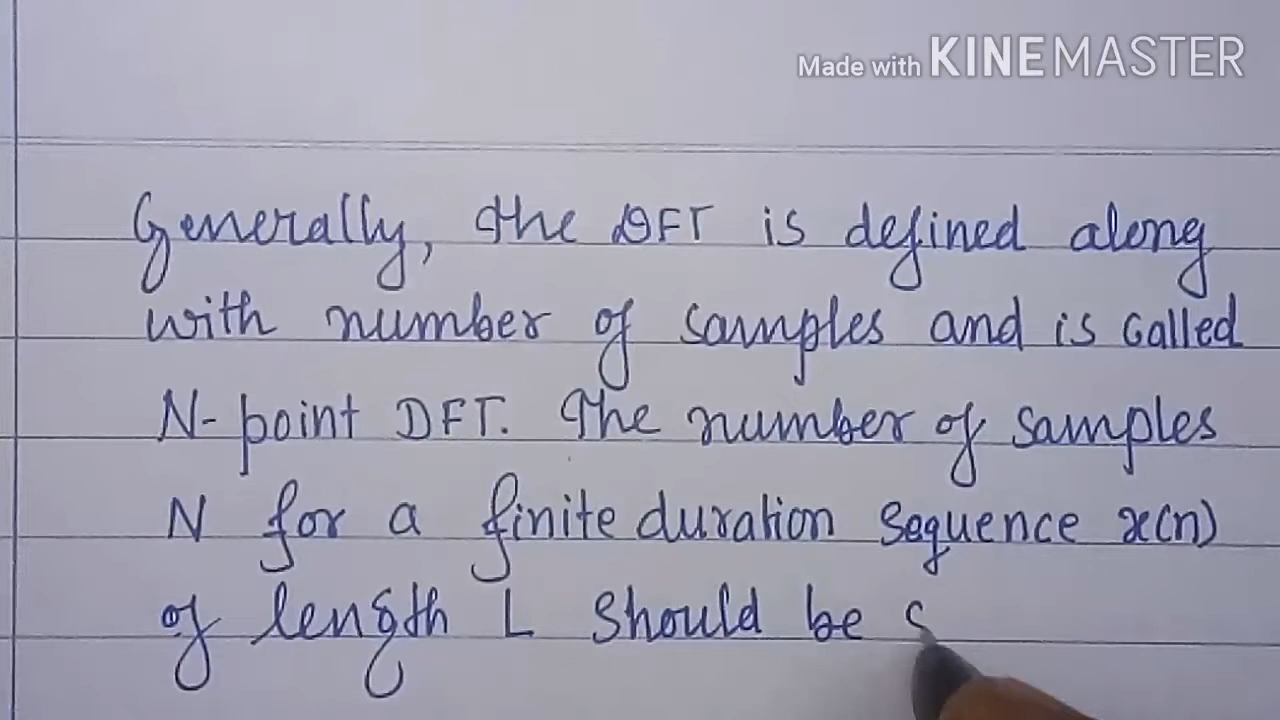 Made with KINEMASTER
Generally, the DFT is defined along
with number of samples and is called
N-point DFT. The number of samples
N for a finite duration sequence x(n)
of length L should be s